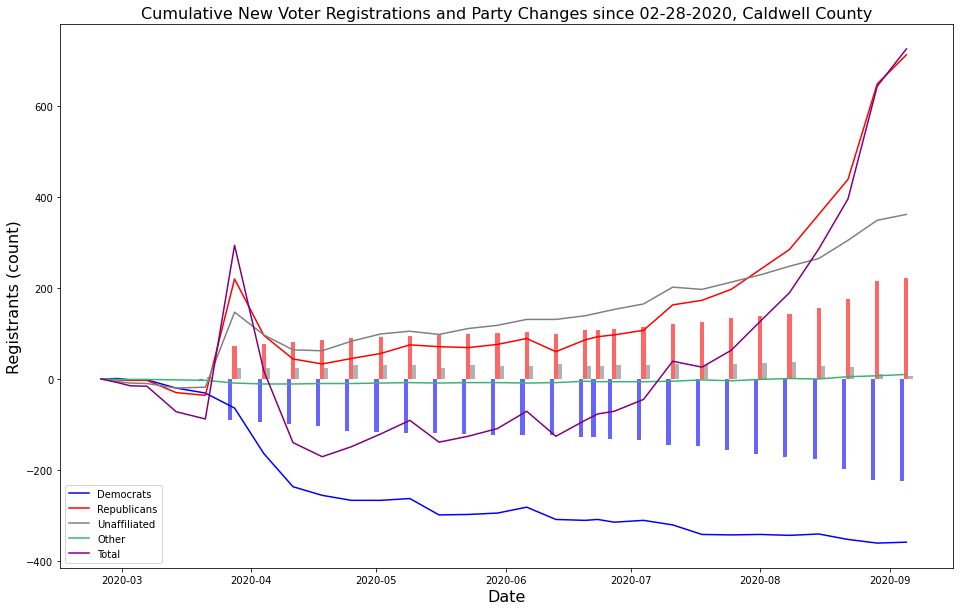 Cumulative New Voter Registrations and Party Changes since 02-28-2020, Caldwell County
Registrants (count)
600
400
200
0
−200
−400
Democrats
Republicans
Unaffiliated
Other
Total
2020-03
2020-04
2020-05
2020-06
2020-07
2020-08
2020-09
Date